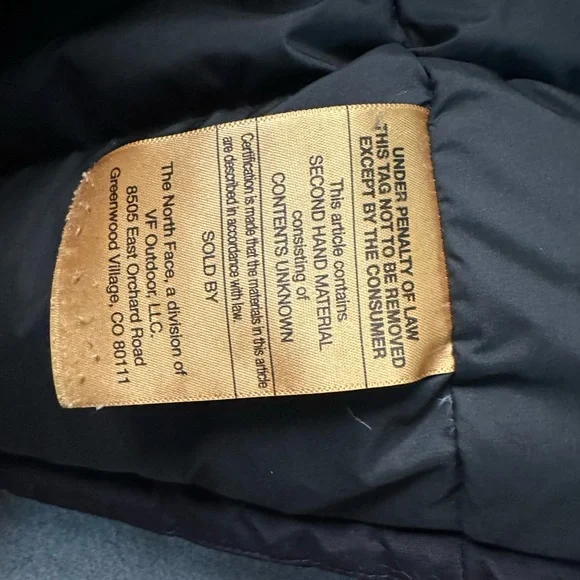 UNDER PENALTY OF LAW
THIS TAG NOT TO BE REMOVED
EXCEPT BY THE CONSUMER
This article contains
SECOND HAND MATERIAL
consisting of
CONTENTS UNKNOWN
Certification is made that the materials in this article
are described in accordance with law.
SOLD BY
The North Face, a division of
VF Outdoor, LLC.
8505 East Orchard Road
Greenwood Village, CO 80111